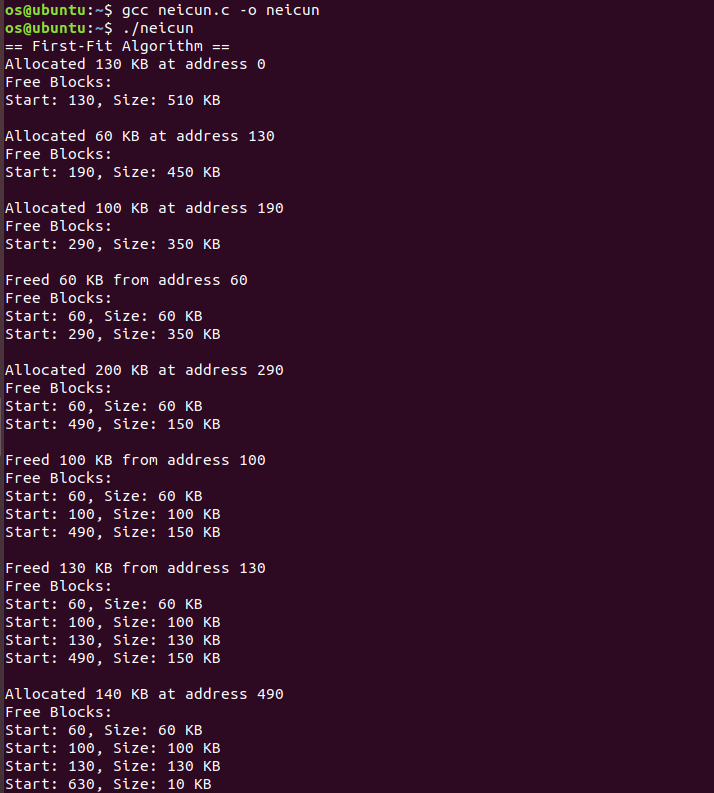 os@ubuntu:~$ gcc neicun.c -o neicun
os@ubuntu:~$ ./neicun
== First-Fit Algorithm ==
Allocated 130 KB at address 0
Free Blocks:
Start: 130, Size: 510 KB
Allocated 60 KB at address 130
Free Blocks:
Start: 190, Size: 450 KB
Allocated 100 KB at address 190
Free Blocks:
Start: 290, Size: 350 KB
Freed 60 KB from address 60
Free Blocks:
Start: 60, Size: 60 KB
Start: 290, Size: 350 KB
Allocated 200 KB at address 290
Free Blocks:
Start: 60, Size: 60 KB
Start: 490, Size: 150 KB
Freed 100 KB from address 100
Free Blocks:
Start: 60, Size: 60 KB
Start: 100, Size: 100 KB
Start: 490, Size: 150 KB
Freed 130 KB from address 130
Free Blocks:
Start: 60, Size: 60 KB
Start: 100, Size: 100 KB
Start: 130, Size: 130 KB
Start: 490, Size: 150 KB
Allocated 140 KB at address 490
Free Blocks:
Start: 60, Size: 60 KB
Start: 100, Size: 100 KB
Start: 130, Size: 130 KB
Start: 630, Size: 10 KB